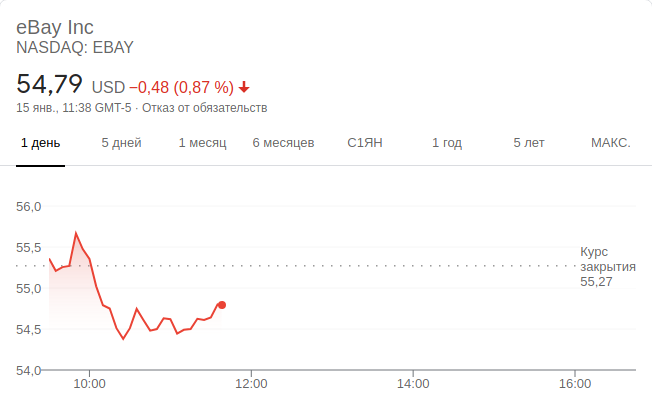 eBay Inc
NASDAQ: EBAY
54,79 USD −0,48 (0,87 %)
15 янв., 11:38 GMT-5 · Отказ от обязательств
1 день 5 дней 1 месяц 6 месяцев С1ЯН 1 год 5 лет МАКС.
56,0
55,5
Курс
закрытия
55,27
55,0
54,5
54,0
10:00 12:00 14:00 16:00